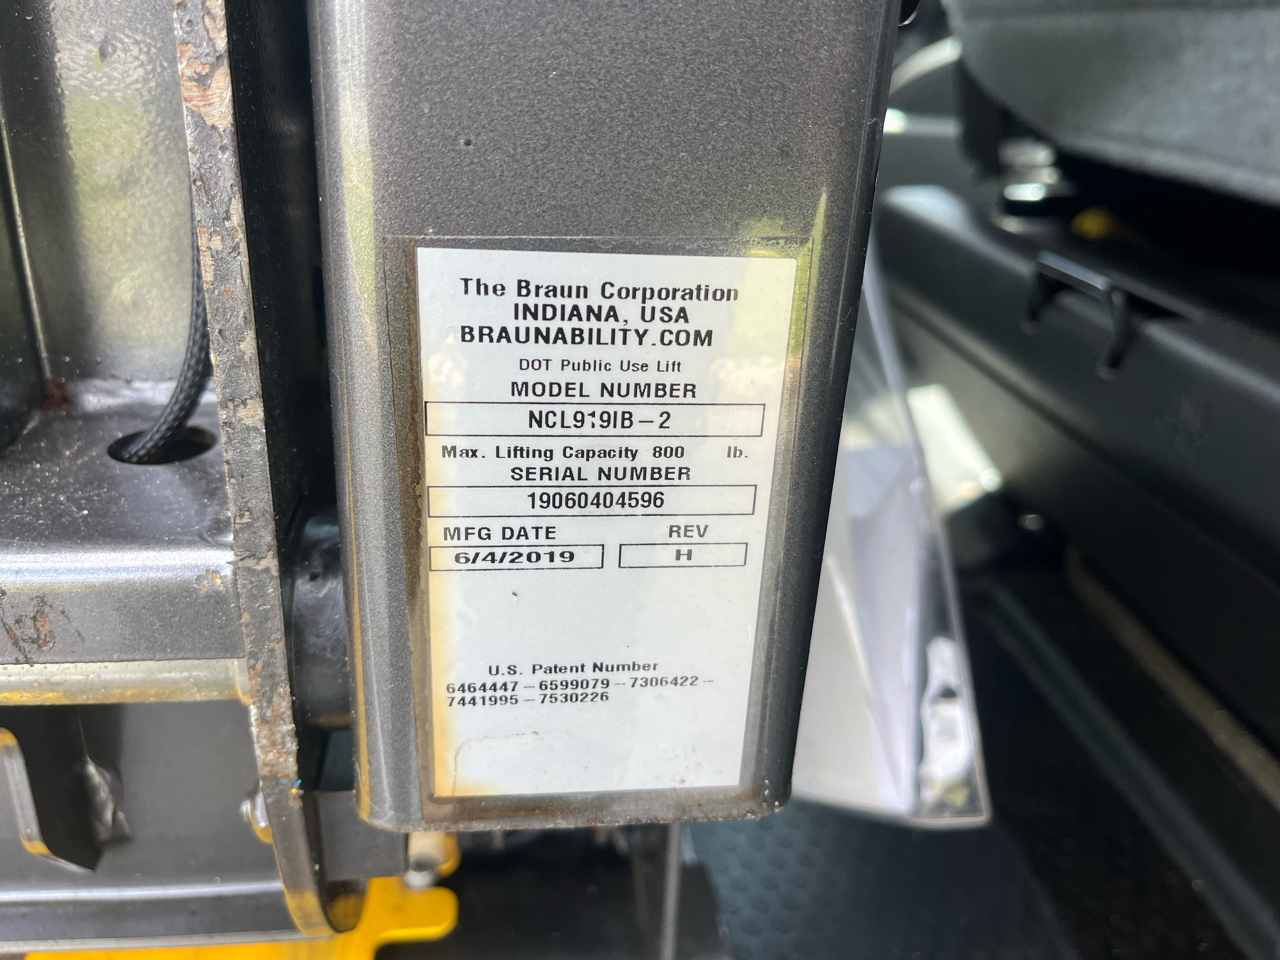 The Braun Corporation
INDIANA, USA
BRAUNABILITY.COM
DOT Public Use Lift
MODEL NUMBER
NCL919IB-2
Max. Lifting Capacity 800 lb.
SERIAL NUMBER
19060404596
MFG DATE REV
6/4/2019 H
U.S. Patent Number
6464447-6599079-7306422-
7441995-7530226